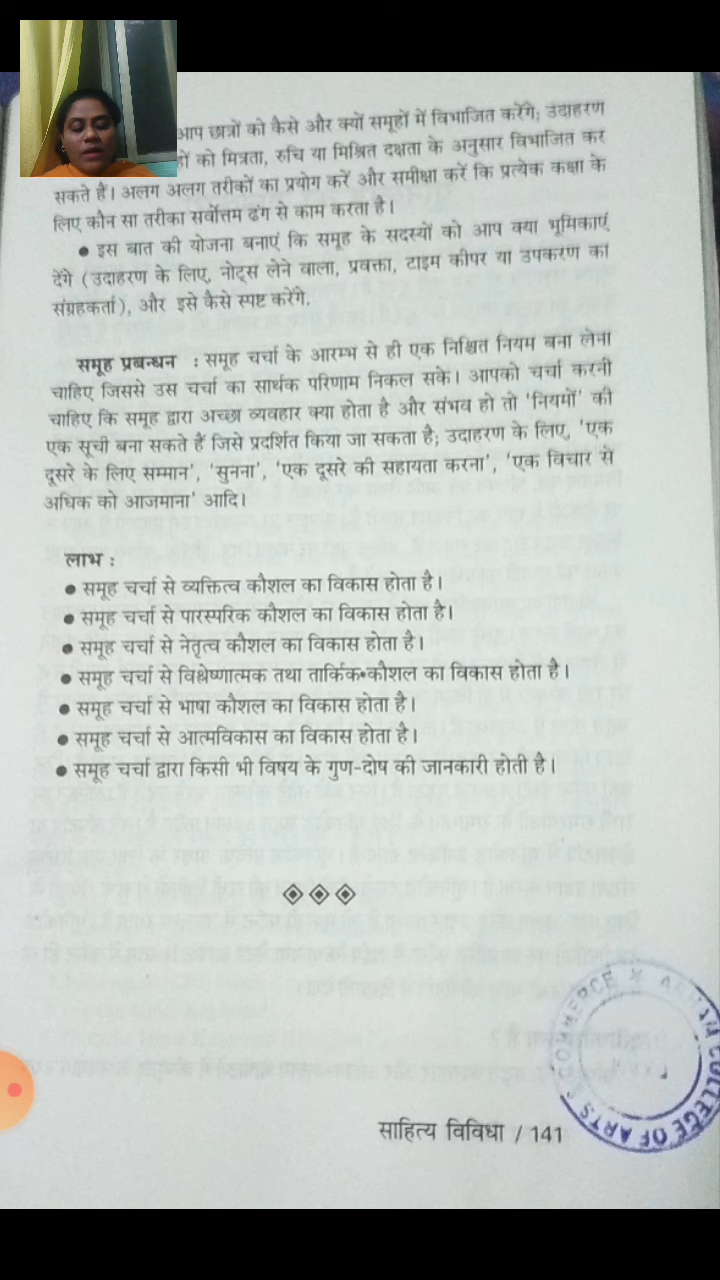 आप छात्रों को कैसे और क्यों समूहों में विभाजित करेंगे; उदाहरण
को मित्रता, रुचि या मिश्रित दक्षता के अनुसार विभाजित कर
सकते हैं। अलग अलग तरीकों का प्रयोग करें और समीक्षा करें कि प्रत्येक कक्षा के
लिए कौन सा तरीका सर्वोत्तम ढंग से काम करता है।
● इस बात की योजना बनाएं कि समूह के सदस्यों को आप क्या भूमिकाएं
देंगे (उदाहरण के लिए, नोट्स लेने वाला, प्रवक्ता, टाइम कीपर या उपकरण का
संग्रहकर्ता), और इसे कैसे स्पष्ट करेंगे.
समूह प्रबन्धन : समूह चर्चा के आरम्भ से ही एक निश्चित नियम बना लेना
चाहिए जिससे उस चर्चा का सार्थक परिणाम निकल सके। आपको चर्चा करनी
चाहिए कि समूह द्वारा अच्छा व्यवहार क्या होता है और संभव हो तो 'नियमों' की
एक सूची बना सकते हैं जिसे प्रदर्शित किया जा सकता है; उदाहरण के लिए, 'एक
दूसरे के लिए सम्मान', 'सुनना', 'एक दूसरे की सहायता करना', 'एक विचार से
अधिक को आजमाना' आदि।
लाभ :
● समूह चर्चा से व्यक्तित्व कौशल का विकास होता है।
● समूह चर्चा से पारस्परिक कौशल का विकास होता है।
● समूह चर्चा से नेतृत्व कौशल का विकास होता है।
● समूह चर्चा से विश्लेष्णात्मक तथा तार्किक•कौशल का विकास होता है।
● समूह चर्चा से भाषा कौशल का विकास होता है।
● समूह चर्चा से आत्मविकास का विकास होता है।
● समूह चर्चा द्वारा किसी भी विषय के गुण-दोष की जानकारी होती है।
COLLEGE OF ARTS
COMMERCE
साहित्य विविधा / 141